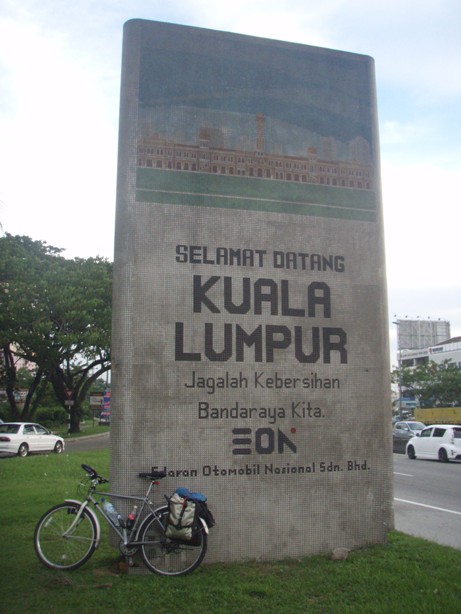 SELAMAT DATANG
KUALA
LUMPUR
Jagalah Kebersihan
Bandaraya Kita.
EON
Edaran Otomobil Nasional Sdn. Bhd.